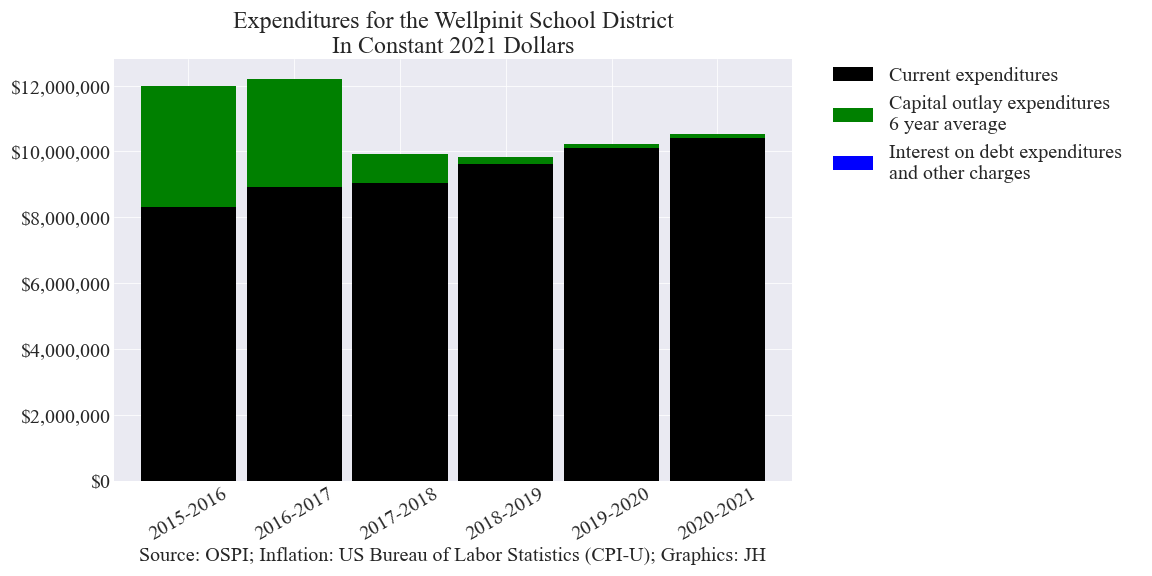 Expenditures for the Wellpinit School District
In Constant 2021 Dollars
$12,000,000
$10,000,000
$8,000,000
$6,000,000
$4,000,000
$2,000,000
$0
2015-2016
2016-2017
2017-2018
2018-2019
2019-2020
2020-2021
Source: OSPI; Inflation: US Bureau of Labor Statistics (CPI-U); Graphics: JH
Current expenditures
Capital outlay expenditures
6 year average
Interest on debt expenditures
and other charges